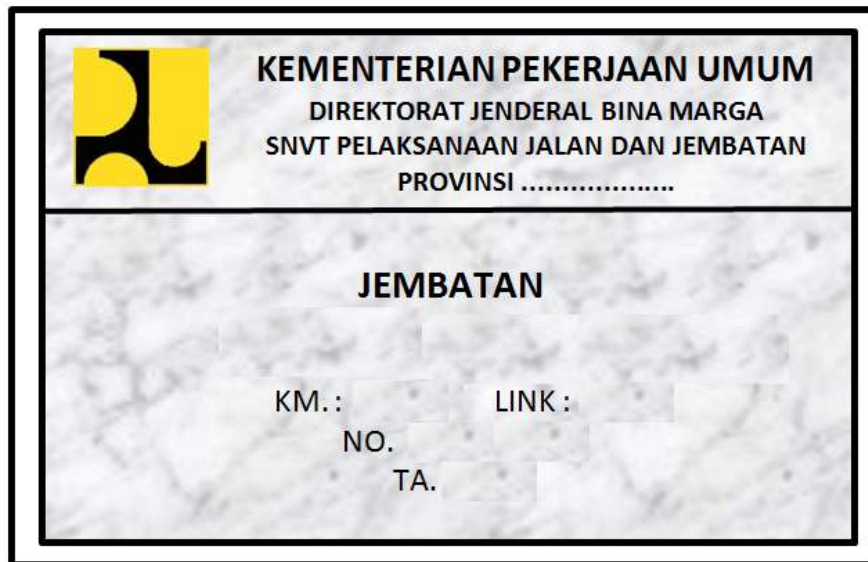 KEMENTERIAN PEKERJAAN UMUM
DIREKTORAT JENDERAL BINA MARGA
SNVT PELAKSANAAN JALAN DAN JEMBATAN
PROVINSI ...................
JEMBATAN
KM. : LINK :
NO.
TA.